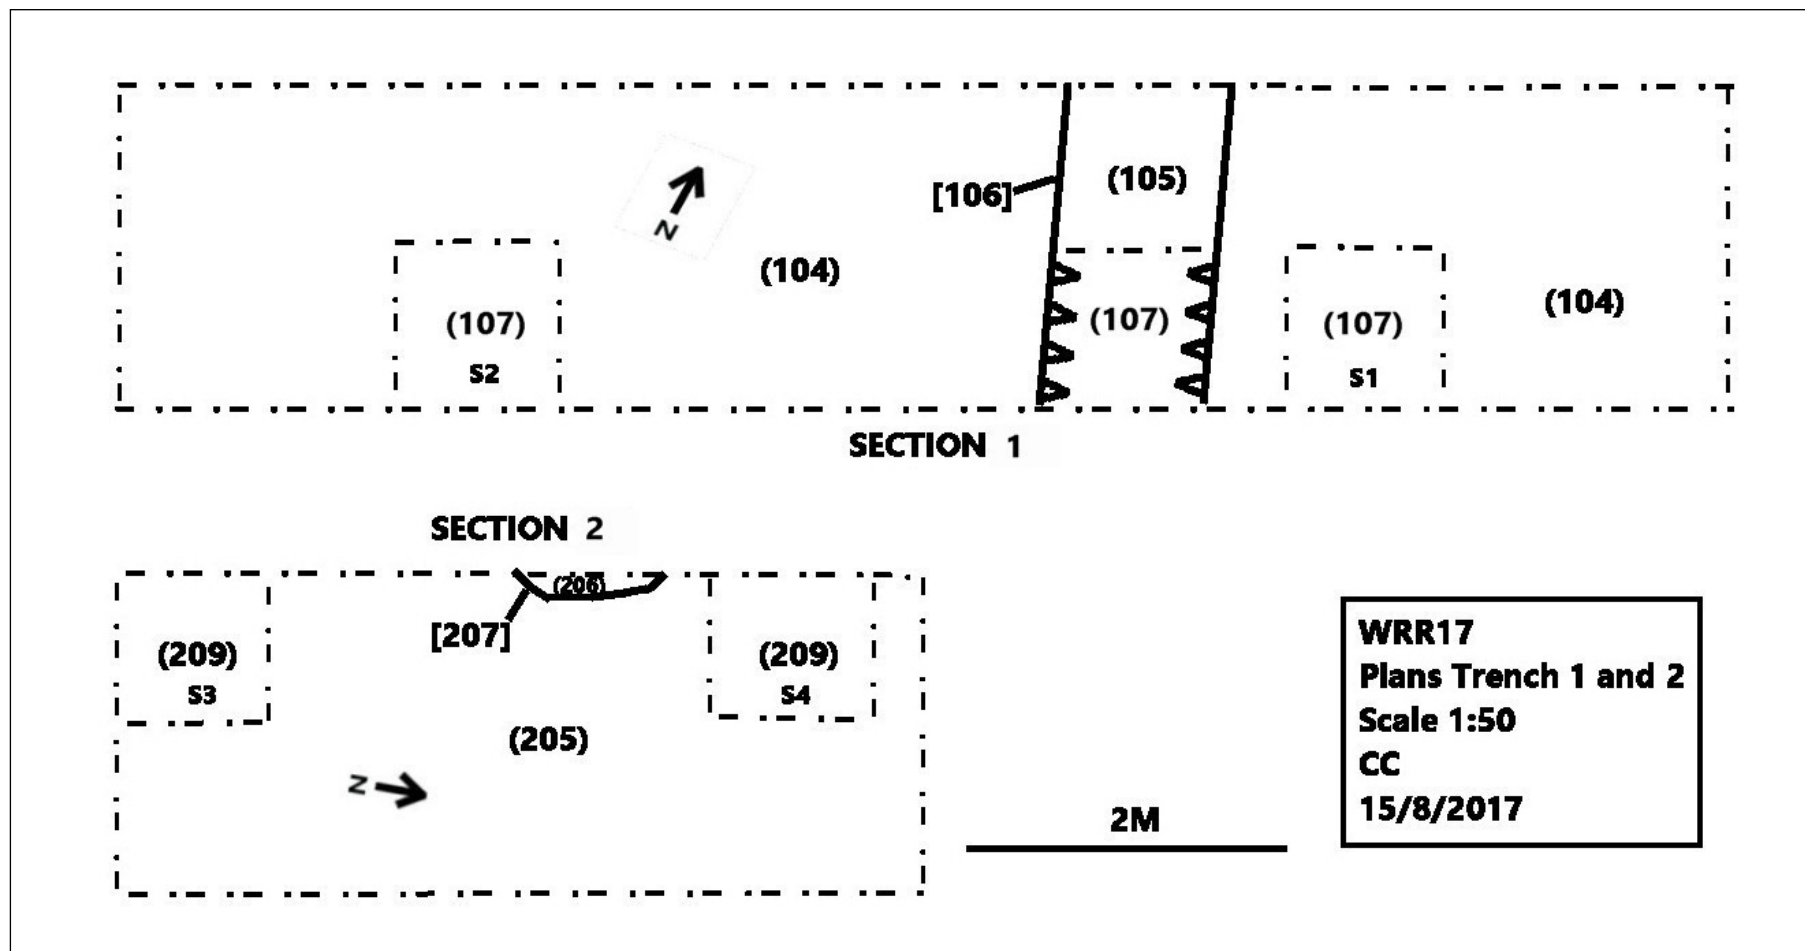 N
[106]
(105)
(104)
(104)
(107)
S2
(107)
(107)
S1
SECTION 1
SECTION 2
(206)
[207]
(209)
S3
(209)
S4
(205)
N
2M
WRR17
Plans Trench 1 and 2
Scale 1:50
CC
15/8/2017